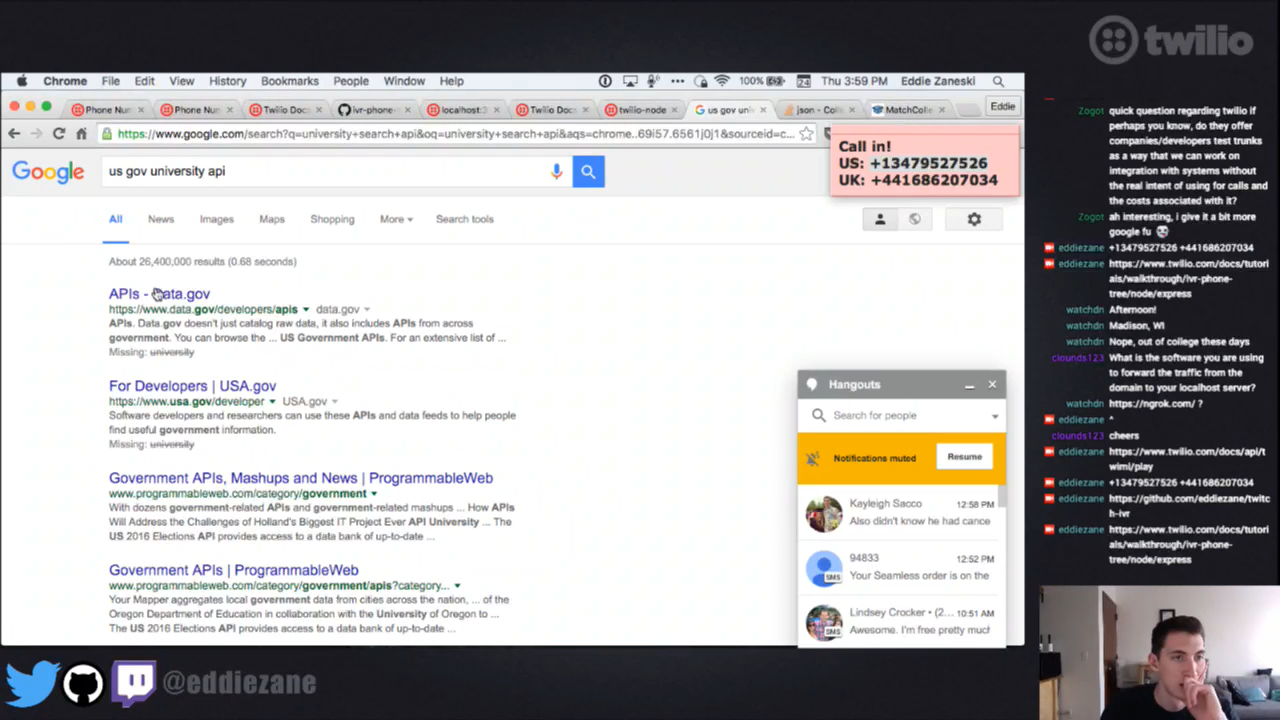 twilio
Chrome File Edit View History Bookmarks People Window Help
100% 24 Thu 3:59 PM Eddie Zaneski
Phone Nur
Phone Nur
Twilio Docs
ivr-phone
localhost:
Twilio Doc
twilio-node
us gov uni
json - Coll
MatchColle
Eddie
https://www.google.com/search?q=university+search+api&oq=university+search+api&aqs=chrome..69i57.6561j0j1&sourceid=c...
Call in!
US: +13479527526
UK: +441686207034
Google
us gov university api
All News Images Maps Shopping More Search tools
About 26,400,000 results (0.68 seconds)
APIs - Data.gov
https://www.data.gov/developers/apis data.gov
APIs. Data.gov doesn't just catalog raw data, it also includes APIs from across
government. You can browse the ... US Government APIs. For an extensive list of ...
Missing: university
For Developers | USA.gov
https://www.usa.gov/developer USA.gov
Software developers and researchers can use these APIs and data feeds to help people
find useful government information.
Missing: university
Government APIs, Mashups and News | ProgrammableWeb
www.programmableweb.com/category/government
With dozens government-related APIs and government-related mashups ... How APIs
Will Address the Challenges of Holland's Biggest IT Project Ever API University ... The
US 2016 Elections API provides access to a data bank of up-to-date ...
Government APIs | ProgrammableWeb
www.programmableweb.com/category/government/apis?category...
Your Mapper aggregates local government data from cities across the nation, ... of the
Oregon Department of Education in collaboration with the University of Oregon to ...
The US 2016 Elections API provides access to a data bank of up-to-date ...
Hangouts
Search for people
Notifications muted Resume
Kayleigh Sacco 12:58 PM
Also didn't know he had cance
94833 12:52 PM
SMS
Your Seamless order is on the
Lindsey Crocker • (2... 10:51 AM
SMS
Awesome. I'm free pretty much
Zogot quick question regarding twilio if
perhaps you know, do they offer
companies/developers test trunks
as a way that we can work on
integration with systems without
the real intent of using for calls and
the costs associated with it?
Zogot ah interesting, i give it a bit more
google fu
eddiezane +13479527526 +441686207034
eddiezane https://www.twilio.com/docs/tutori
als/walkthrough/ivr-phone-
tree/node/express
watchdn Afternoon!
watchdn Madison, WI
watchdn Nope, out of college these days
clounds123 What is the software you are using
to forward the traffic from the
domain to your localhost server?
watchdn https://ngrok.com/ ?
eddiezane ^
clounds123 cheers
eddiezane https://www.twilio.com/docs/api/
twiml/play
eddiezane +13479527526 +441686207034
eddiezane https://github.com/eddiezane/twitc
h-ivr
eddiezane https://www.twilio.com/docs/tutori
als/walkthrough/ivr-phone-
tree/node/express
@eddiezane